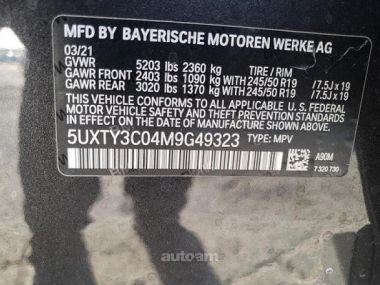 MFD BY BAYERISCHE MOTOREN WERKE AG
03/21
GVWR 5203 lbs 2360 kg TIRE / RIM
GAWR FRONT 2403 lbs 1090 kg WITH 245/50 R19 /7.5J x 19
GAWR REAR 3020 lbs 1370 kg WITH 245/50 R19 /7.5J x 19
THIS VEHICLE CONFORMS TO ALL APPLICABLE U.S. FEDERAL
MOTOR VEHICLE SAFETY STANDARDS IN EFFECT ON THE
DATE OF MANUFACTURE SHOWN ABOVE.
5UXTY3C04M9G49323 TYPE: MPV
A90M
7 320 730
autoam